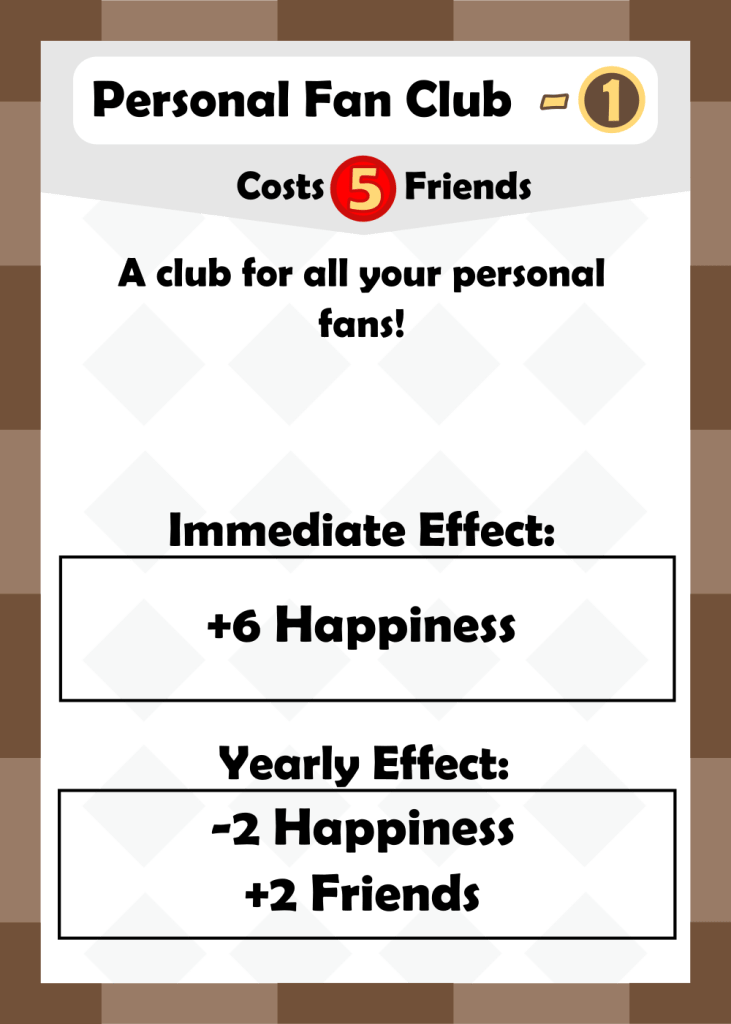 Personal Fan Club - 1
Costs 5 Friends
A club for all your personal
fans!
Immediate Effect:
+6 Happiness
Yearly Effect:
-2 Happiness
+2 Friends